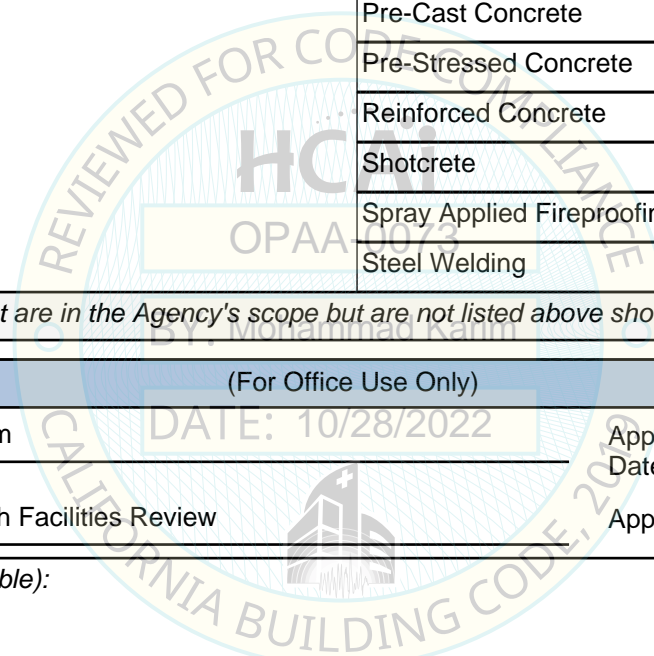 Pre-Cast Concrete
Pre-Stressed Concrete
Reinforced Concrete
Shotcrete
Spray Applied Fireproofin
Steel Welding
t are in the Agency's scope but are not listed above sho
(For Office Use Only)
m
App
Date
h Facilities Review
App
ble):
REVIEWED FOR CODE COMPLIANCE
HCAi
OPAA-0073
BY: Mohammad Karim
DATE: 10/28/2022
CALIFORNIA BUILDING CODE, 2019